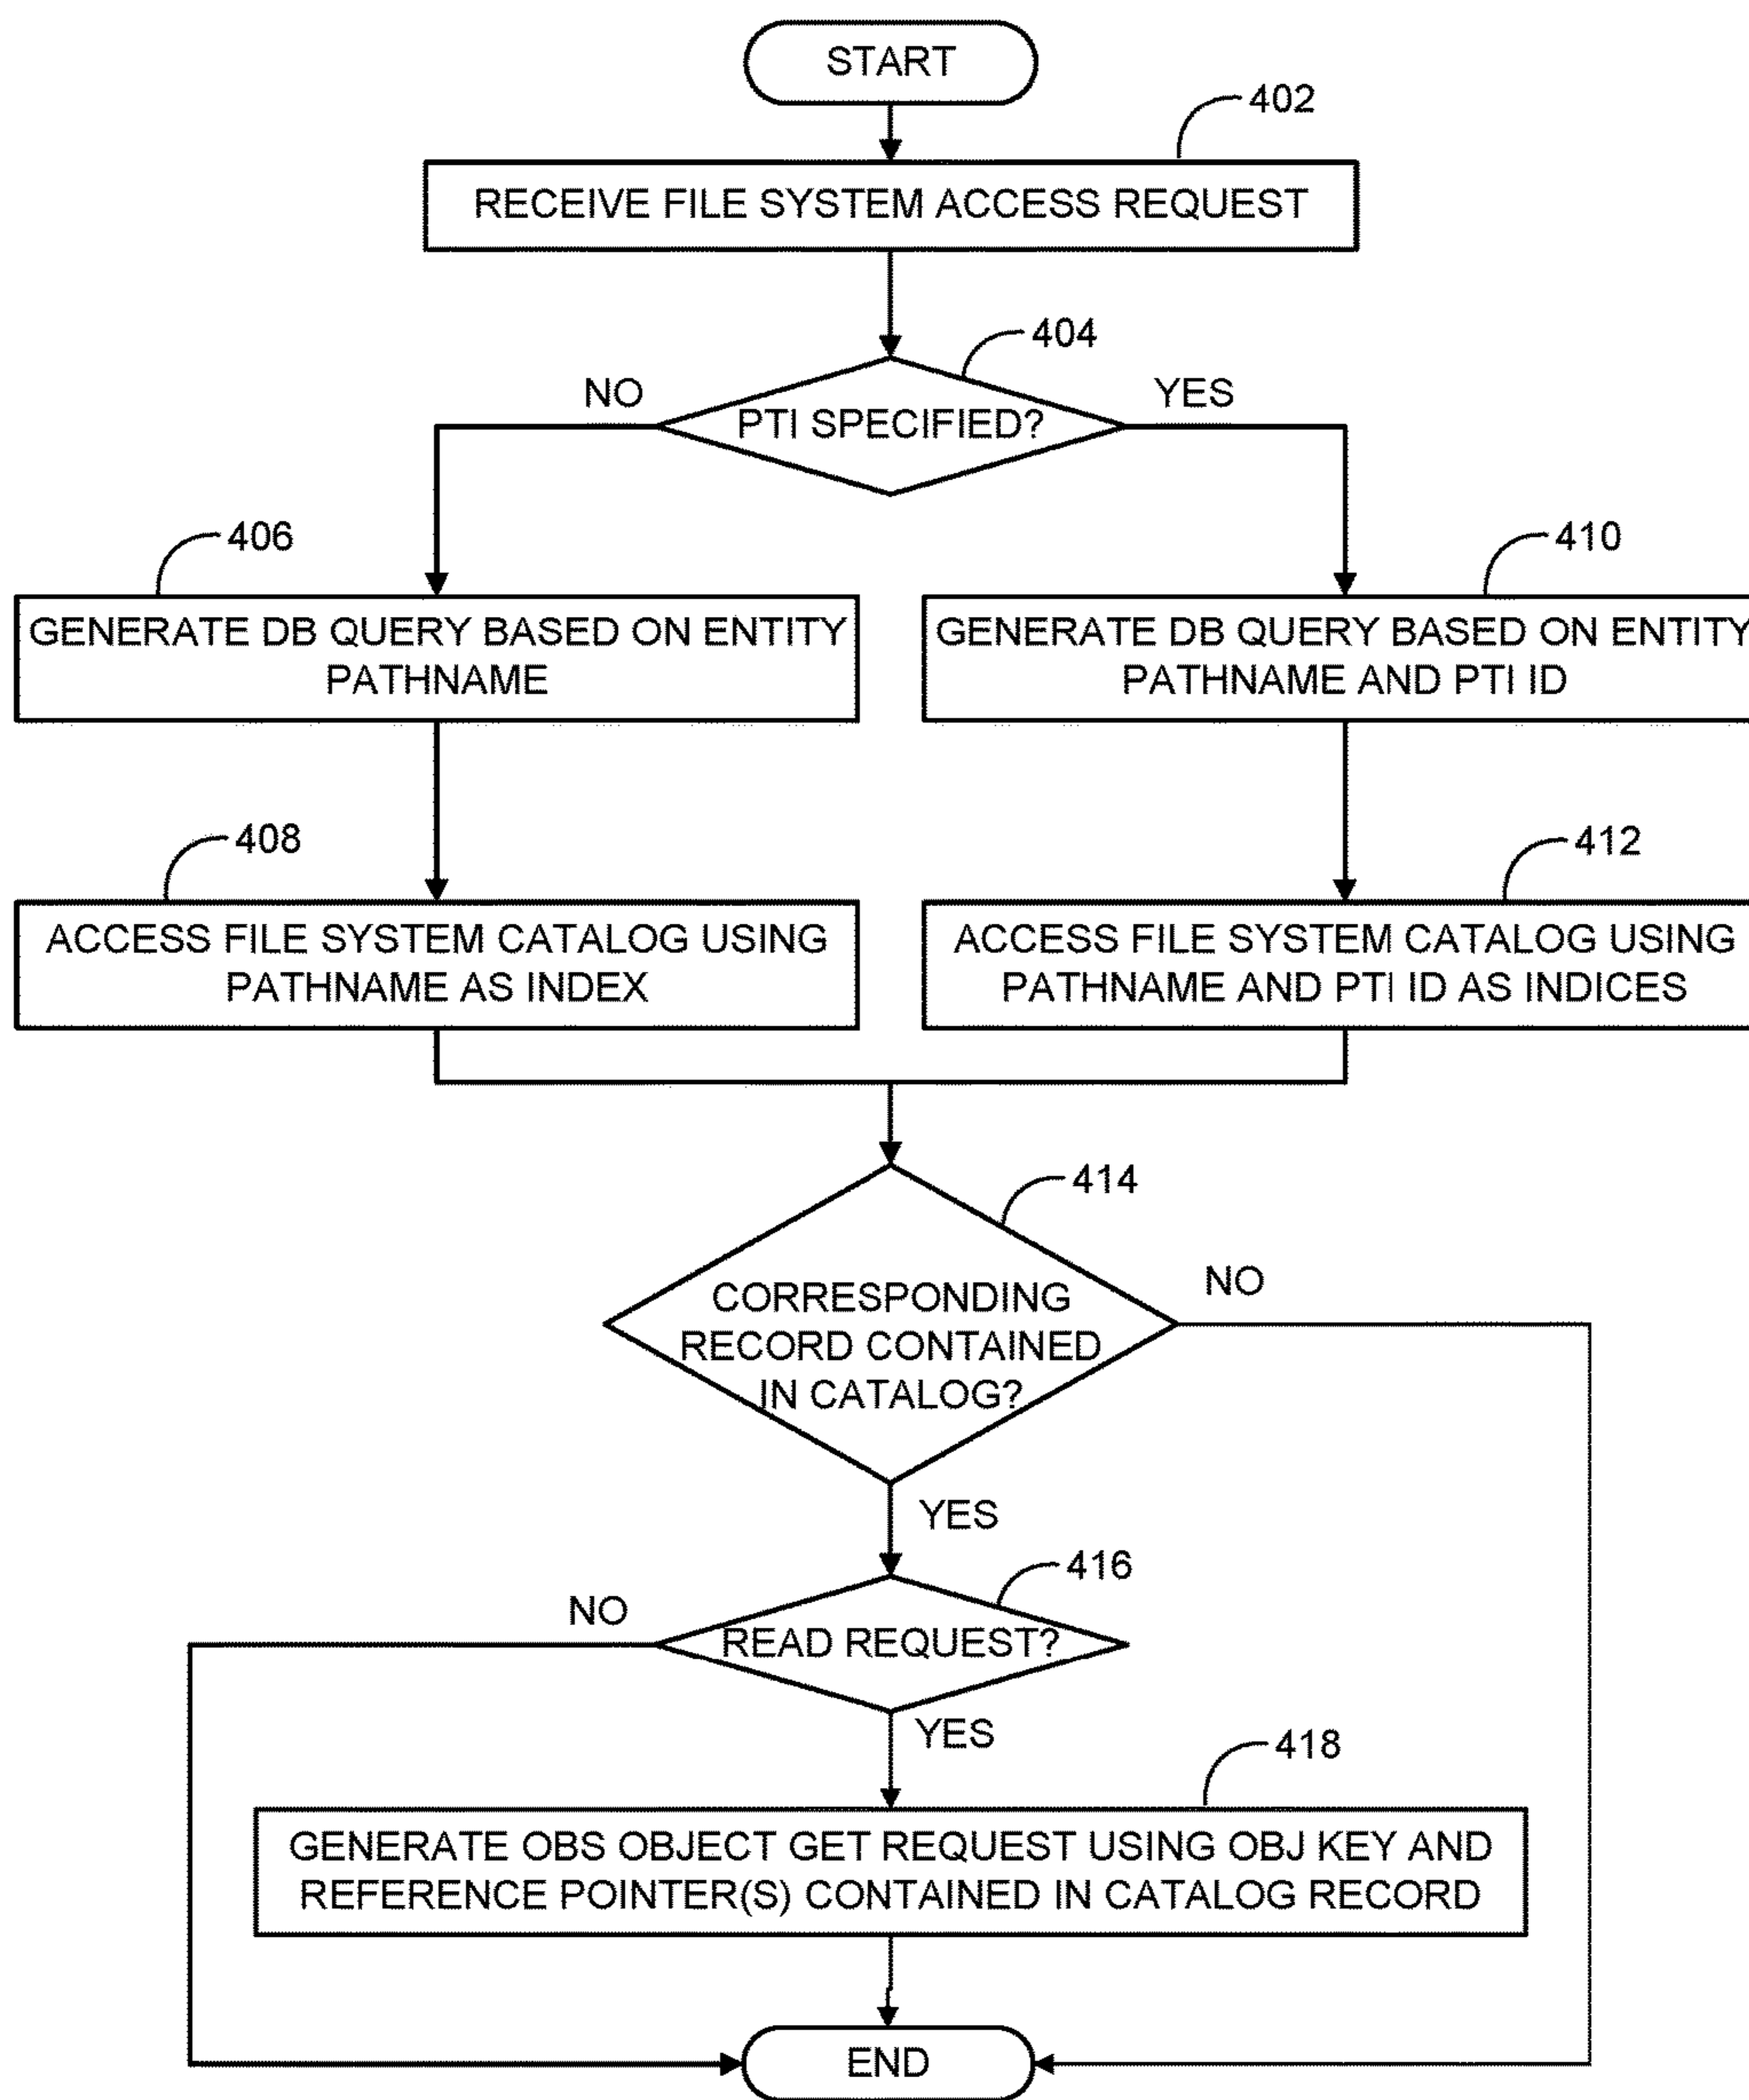 START
402
RECEIVE FILE SYSTEM ACCESS REQUEST
404
NO
YES
PTI SPECIFIED?
406
410
GENERATE DB QUERY BASED ON ENTITY
PATHNAME
GENERATE DB QUERY BASED ON ENTITY
PATHNAME AND PTI ID
408
412
ACCESS FILE SYSTEM CATALOG USING
PATHNAME AS INDEX
ACCESS FILE SYSTEM CATALOG USING
PATHNAME AND PTI ID AS INDICES
414
NO
CORRESPONDING
RECORD CONTAINED
IN CATALOG?
YES
416
NO
READ REQUEST?
YES
418
GENERATE OBS OBJECT GET REQUEST USING OBJ KEY AND
REFERENCE POINTER(S) CONTAINED IN CATALOG RECORD
END